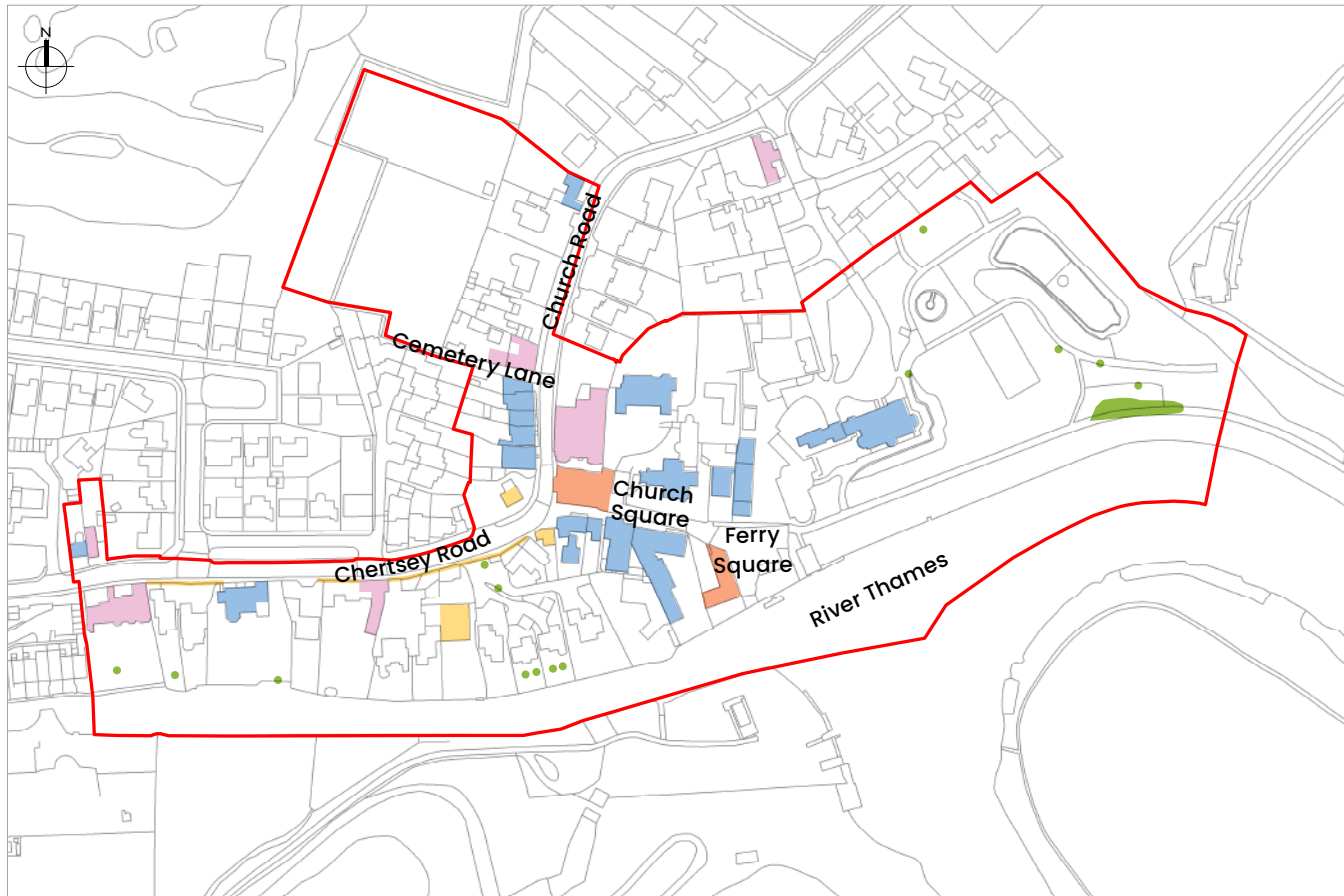 N
Church Road
Cemetery Lane
Church
Square
Ferry
Square
Chertsey Road
River Thames